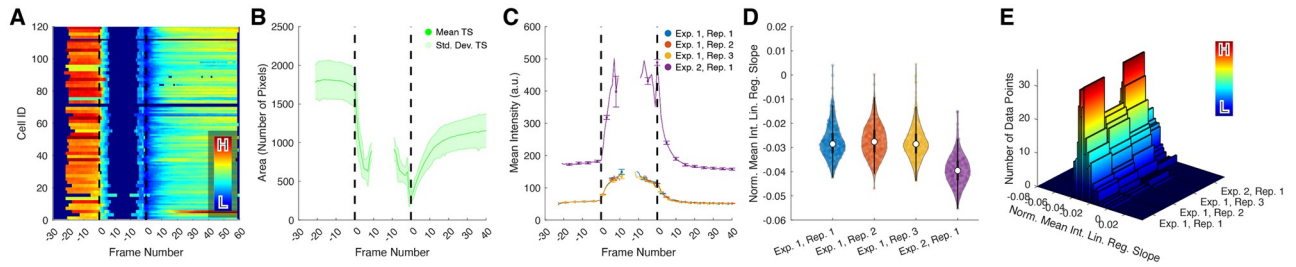 A
Cell ID
120
100
80
60
40
20
0
-30 -20 -10 0 -20 -10 0 10 20 30 40 50 60
Frame Number
H
L
B
Area (Number of Pixels)
2500
2000
1500
1000
500
0
-30 -20 -10 0 10 -20 -10 0 10 20 30 40
Frame Number
Mean TS
Std. Dev. TS
C
Mean Intensity (a.u.)
600
500
400
300
200
100
0
-30 -20 -10 0 10 -20 -10 0 10 20 30 40
Frame Number
Exp. 1, Rep. 1
Exp. 1, Rep. 2
Exp. 1, Rep. 3
Exp. 2, Rep. 1
D
Norm. Mean Int. Lin. Reg. Slope
0.02
0.01
0
-0.01
-0.02
-0.03
-0.04
-0.05
-0.06
Exp. 1, Rep. 1
Exp. 1, Rep. 2
Exp. 1, Rep. 3
Exp. 2, Rep. 1
E
Number of Data Points
30
20
10
0
-0.08
-0.06
-0.04
-0.02
0
0.02
Norm. Mean Int. Lin. Reg. Slope
Exp. 2, Rep. 1
Exp. 1, Rep. 3
Exp. 1, Rep. 2
Exp. 1, Rep. 1
H
L